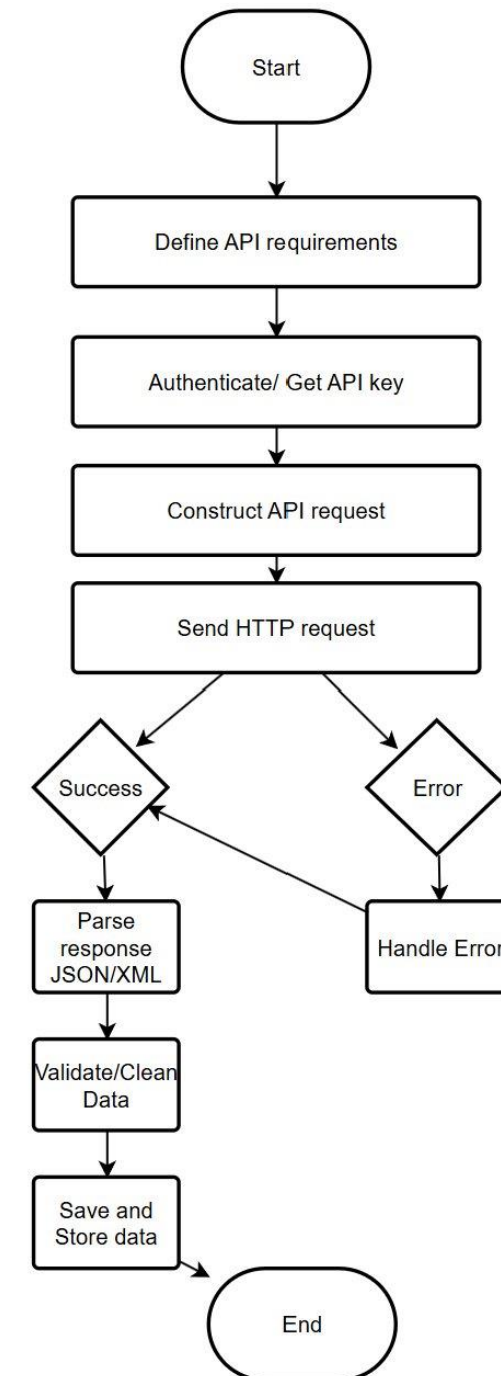 Start
Define API requirements
Authenticate/ Get API key
Construct API request
Send HTTP request
Success
Error
Parse
response
JSON/XML
Handle Error
Validate/Clean
Data
Save and
Store data
End